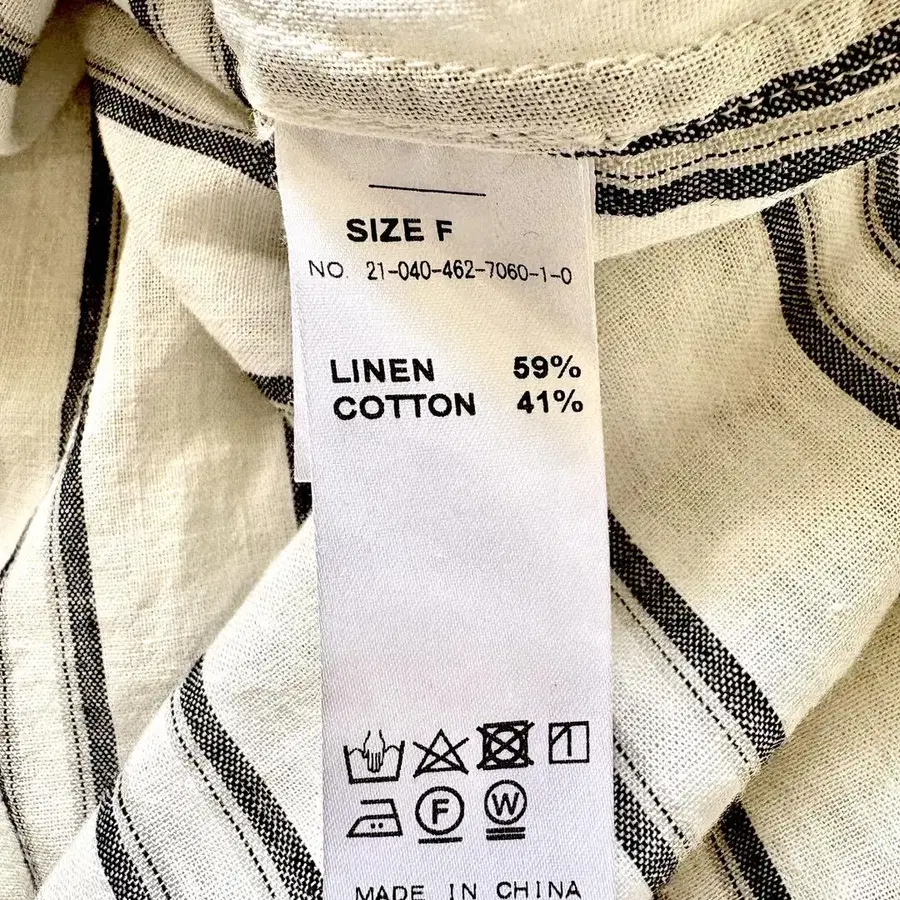 SIZE F
NO. 21-040-462-7060-1-0
LINEN 59%
COTTON 41%
F W
MADE IN CHINA